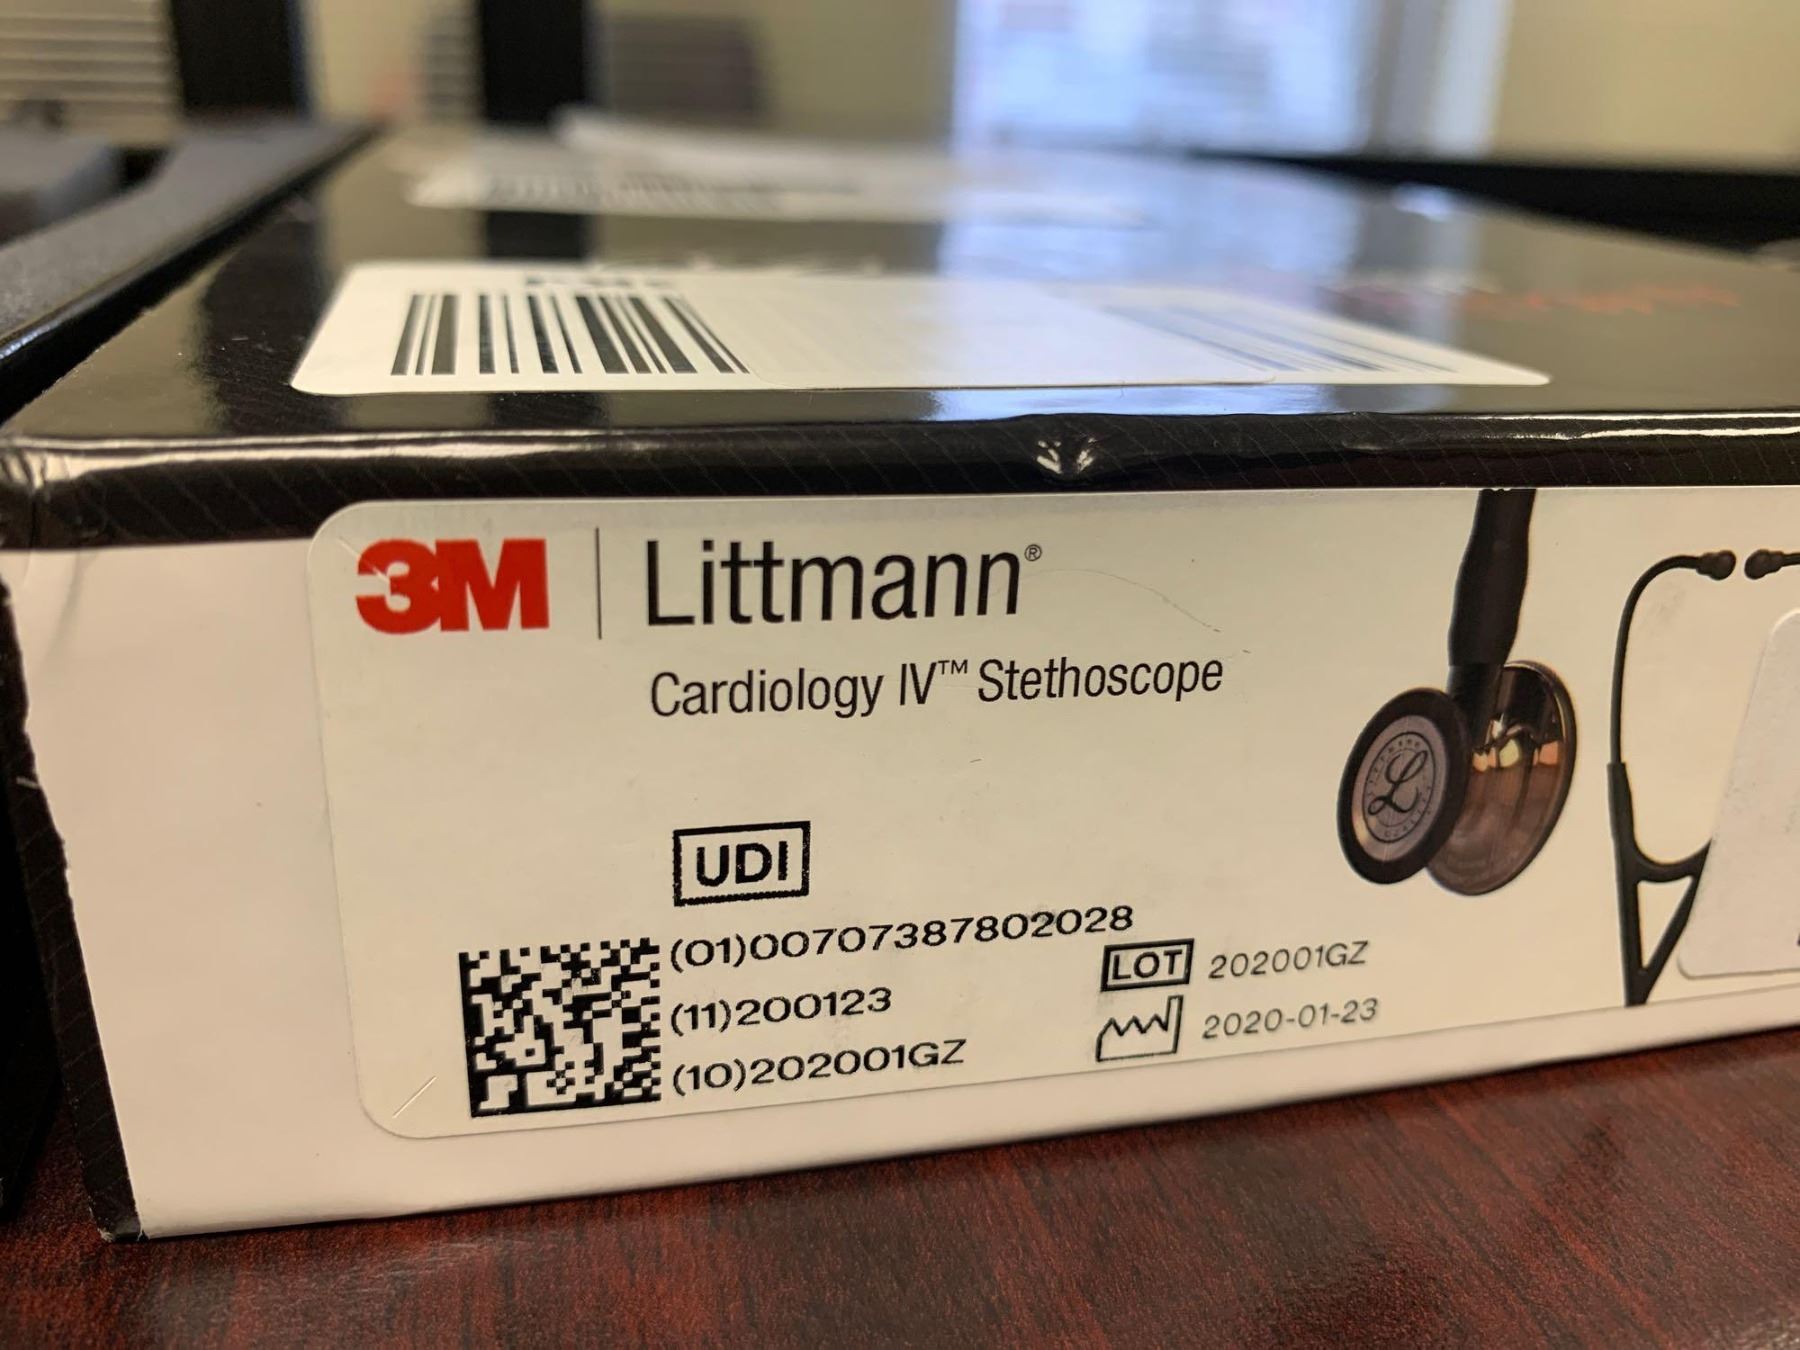 3M Littmann®
Cardiology IV™ Stethoscope
UDI
(01)00707387802028
(11)200123
(10)202001GZ
LOT 202001GZ
2020-01-23
L